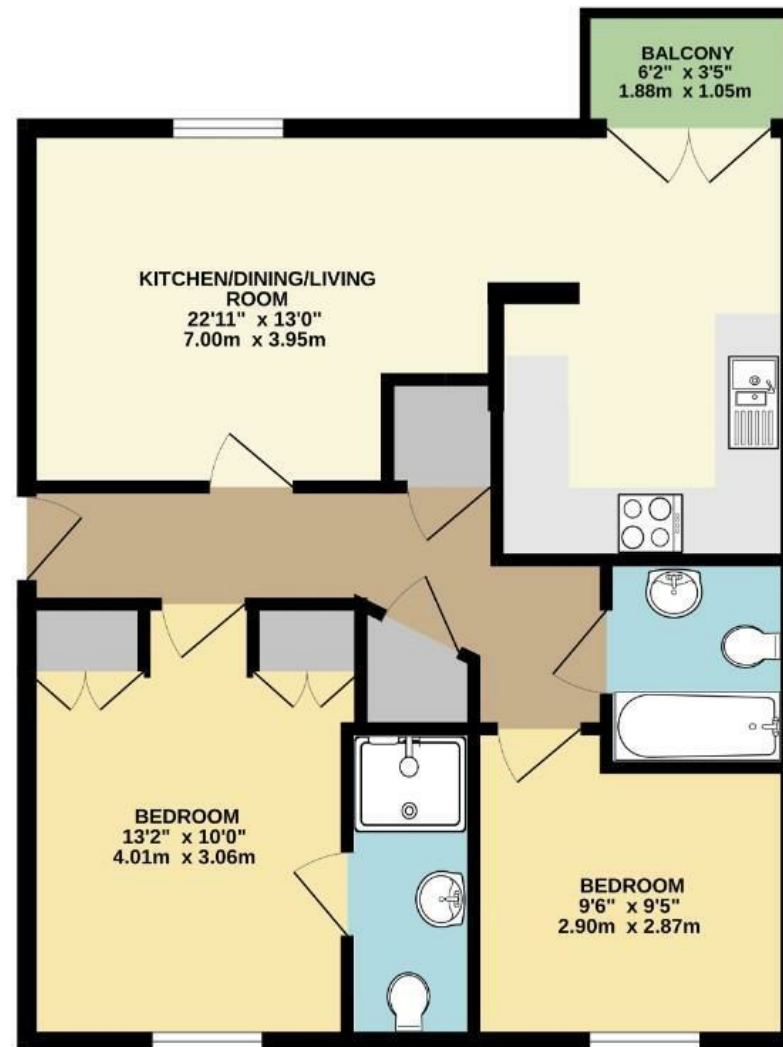 BALCONY
6'2" x 3'5"
1.88m x 1.05m
KITCHEN/DINING/LIVING
ROOM
22'11" x 13'0"
7.00m x 3.95m
BEDROOM
13'2" x 10'0"
4.01m x 3.06m
BEDROOM
9'6" x 9'5"
2.90m x 2.87m